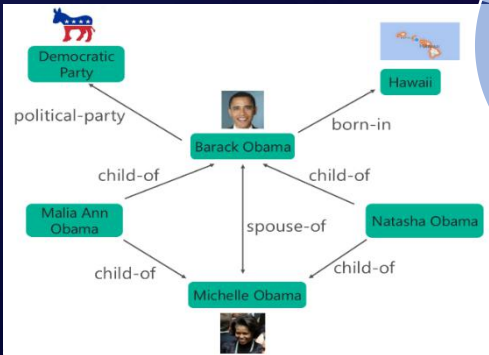 Democratic
Party
Hawaii
political-party
born-in
Barack Obama
child-of
child-of
Malia Ann
Obama
spouse-of
Natasha Obama
child-of
child-of
Michelle Obama